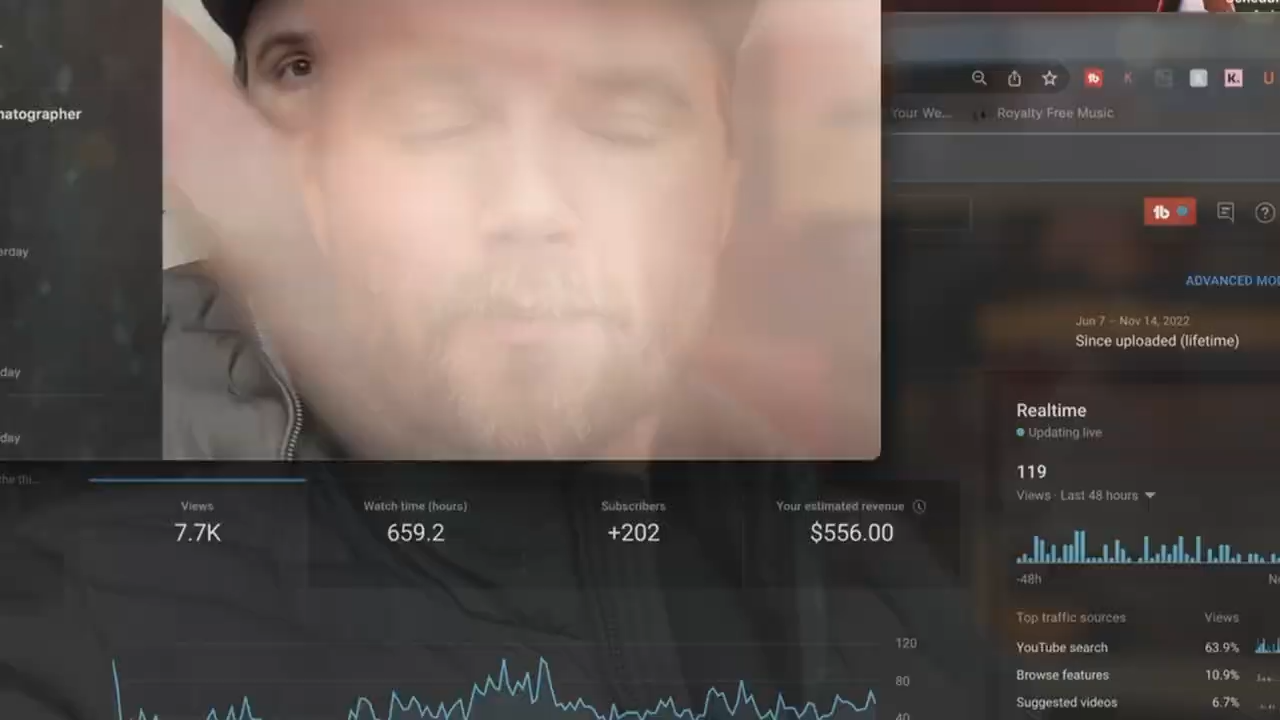 matographer
Your We...
Royalty Free Music
K.
tb
ADVANCED MOD
Jun 7 – Nov 14, 2022
Since uploaded (lifetime)
erday
day
day
Realtime
Updating live
119
Views · Last 48 hours
-48h
Views
7.7K
Watch time (hours)
659.2
Subscribers
+202
Your estimated revenue
$556.00
120
80
40
Top traffic sources Views
YouTube search 63.9%
Browse features 10.9%
Suggested videos 6.7%